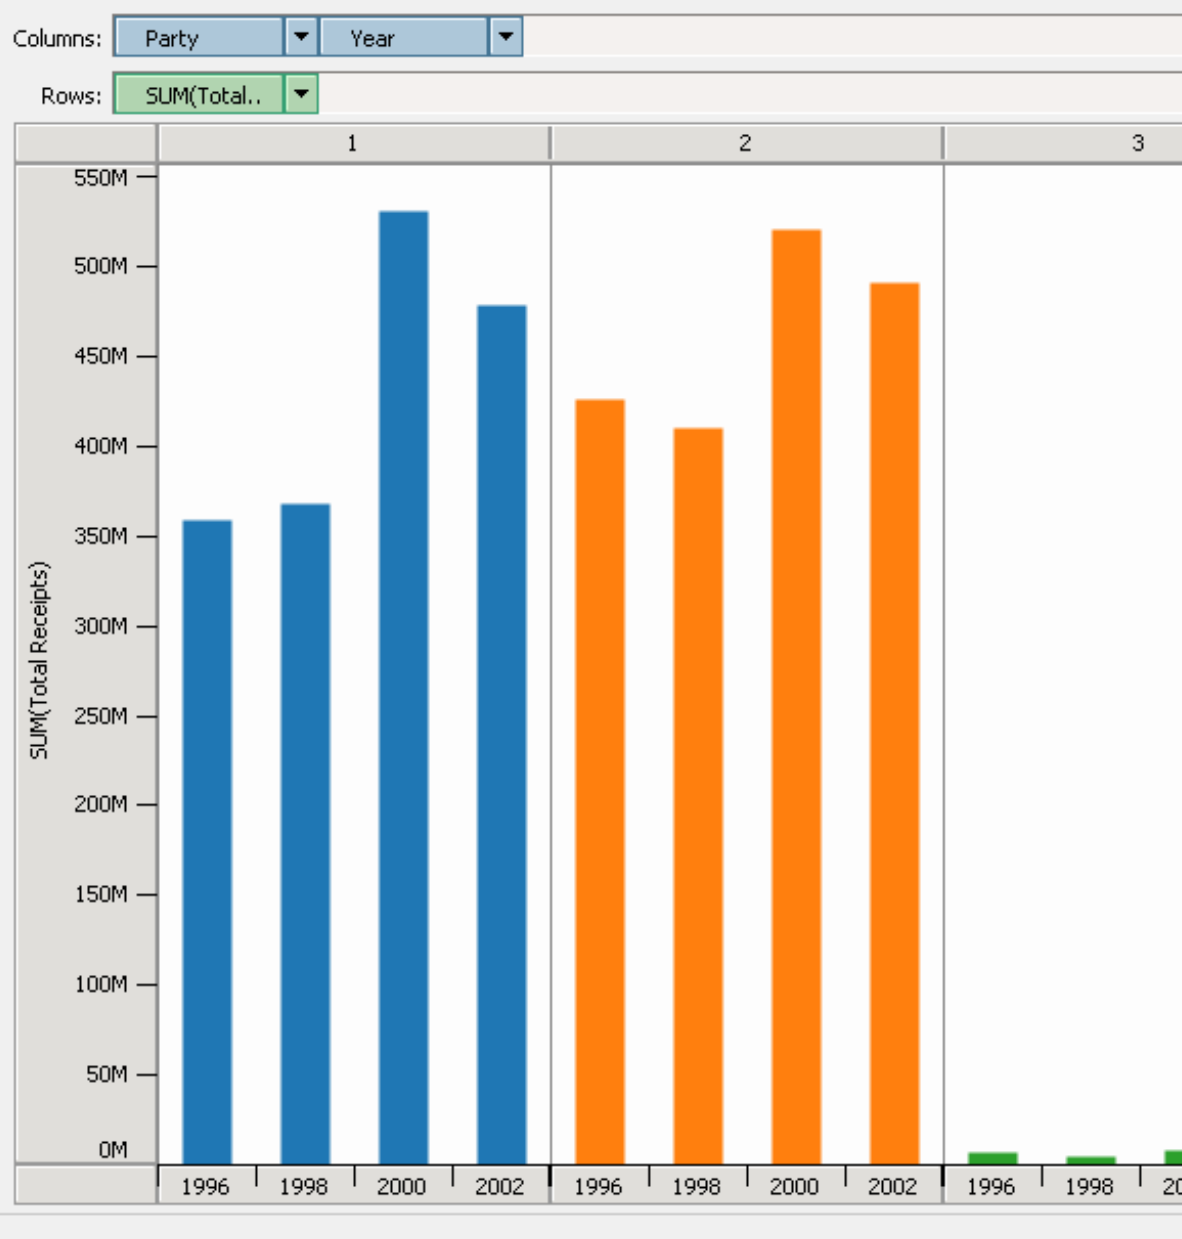 Columns: Party Year
Rows: SUM(Total..
1 2 3
550M
500M
450M
400M
350M
300M
250M
200M
150M
100M
50M
0M
SUM(Total Receipts)
1996 1998 2000 2002 1996 1998 2000 2002 1996 1998 20